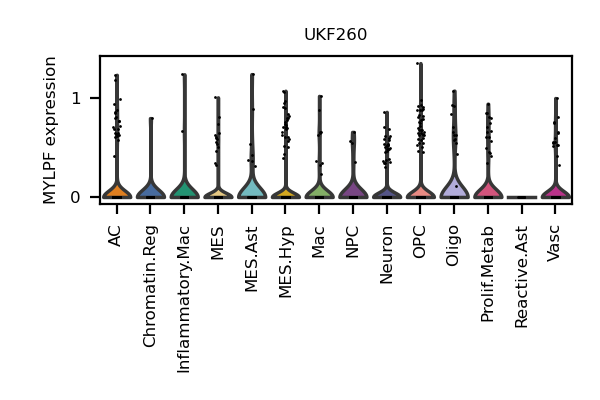 UKF260
MYLPF expression
1
0
AC
Chromatin.Reg
Inflammatory.Mac
MES
MES.Ast
MES.Hyp
Mac
NPC
Neuron
OPC
Oligo
Prolif.Metab
Reactive.Ast
Vasc